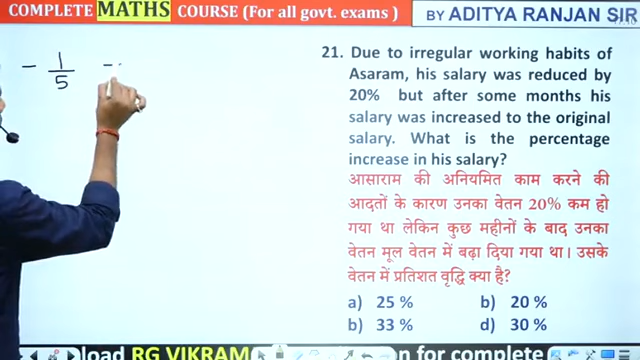 COMPLETE MATHS COURSE (For all govt. exams)
BY ADITYA RANJAN SIR
- 1/5 -
21. Due to irregular working habits of
Asaram, his salary was reduced by
20% but after some months his
salary was increased to the original
salary. What is the percentage
increase in his salary?
आसाराम की अनियमित काम करने की
आदतों के कारण उनका वेतन 20% कम हो
गया था लेकिन कुछ महीनों के बाद उनका
वेतन मूल वेतन में बढ़ा दिया गया था। उसके
वेतन में प्रतिशत वृद्धि क्या है?
a) 25 % b) 20 %
b) 33 % d) 30 %
load RG VIKRAM on for complete